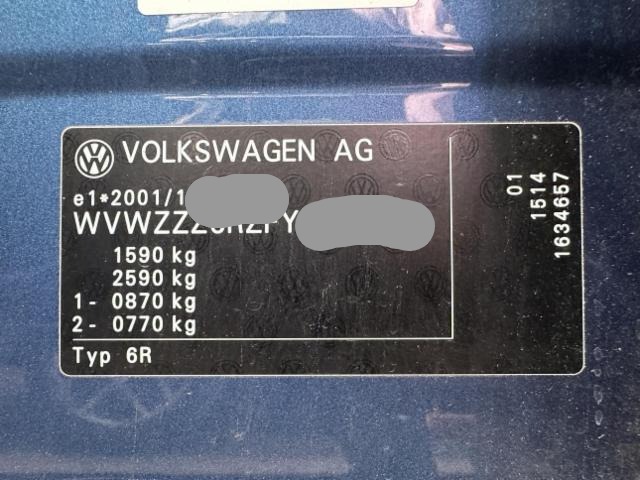 VOLKSWAGEN AG
e1*2001/1
WVWZZZ
1590 kg
2590 kg
1- 0870 kg
2- 0770 kg
Typ 6R
01
1514
1634657